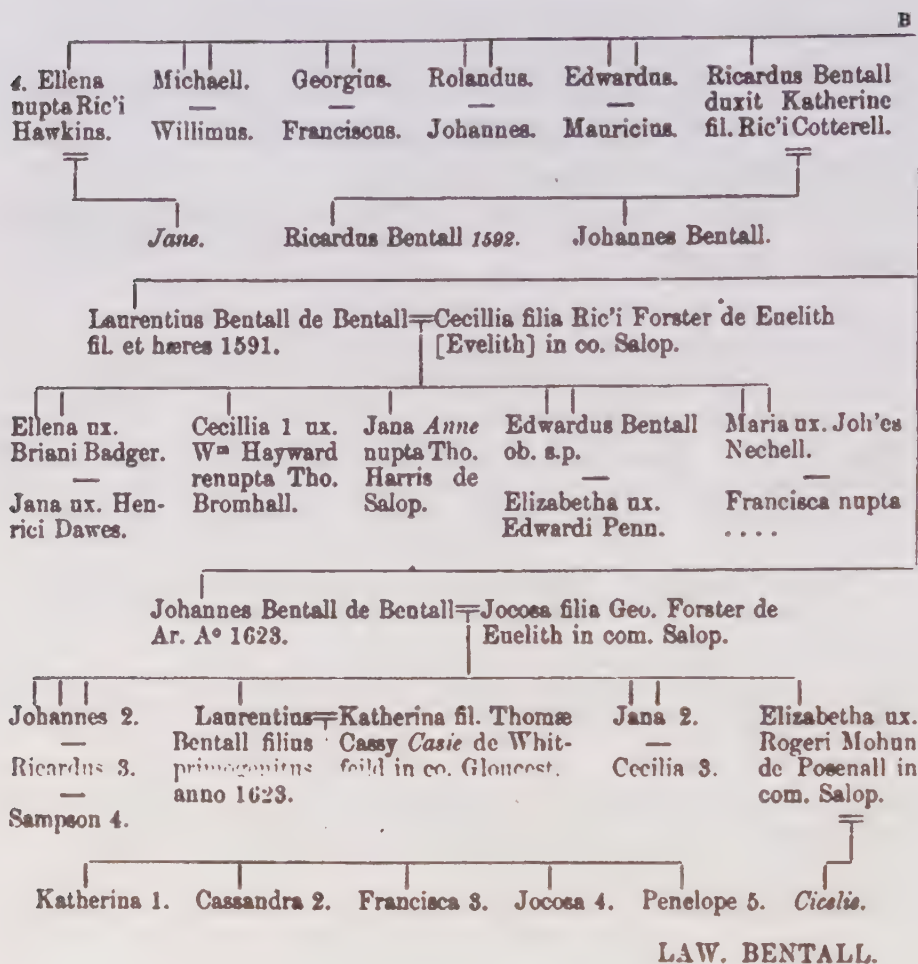 B
4. Ellena
nupta Ric'i
Hawkins.
Michaell.
—
Willimus.
Georgius.
—
Franciscus.
Rolandus.
—
Johannes.
Edwardus.
—
Mauricius.
Ricardus Bentall
duxit Katherine
fil. Ric'i Cotterell.
Jane.
Ricardus Bentall 1592.
Johannes Bentall.
Laurentius Bentall de Bentall
fil. et hæres 1591.
Cecillia filia Ric'i Forster de Euelith
[Evelith] in co. Salop.
Ellena ux.
Briani Badger.
—
Jana ux. Hen-
rici Dawes.
Cecillia 1 ux.
Wm Hayward
renupta Tho.
Bromhall.
Jana Anne
nupta Tho.
Harris de
Salop.
Edwardus Bentall
ob. s.p.
—
Elizabetha ux.
Edwardi Penn.
Maria ux. Joh'es
Nechell.
—
Francisca nupta
. . . .
Johannes Bentall de Bentall
Ar. Aº 1623.
Jocosa filia Geo. Forster de
Euelith in com. Salop.
Johannes 2.
—
Ricardus 3.
—
Sampson 4.
Laurentius
Bentall filius
primogenitus
anno 1623.
Katherina fil. Thomæ
Cassy Casie de Whit-
feild in co. Gloucest.
Jana 2.
—
Cecilia 3.
Elizabetha ux.
Rogeri Mohun
de Posenall in
com. Salop.
Katherina 1.
Cassandra 2.
Francisca 3.
Jocosa 4.
Penelope 5.
Cicelie.
LAW. BENTALL.